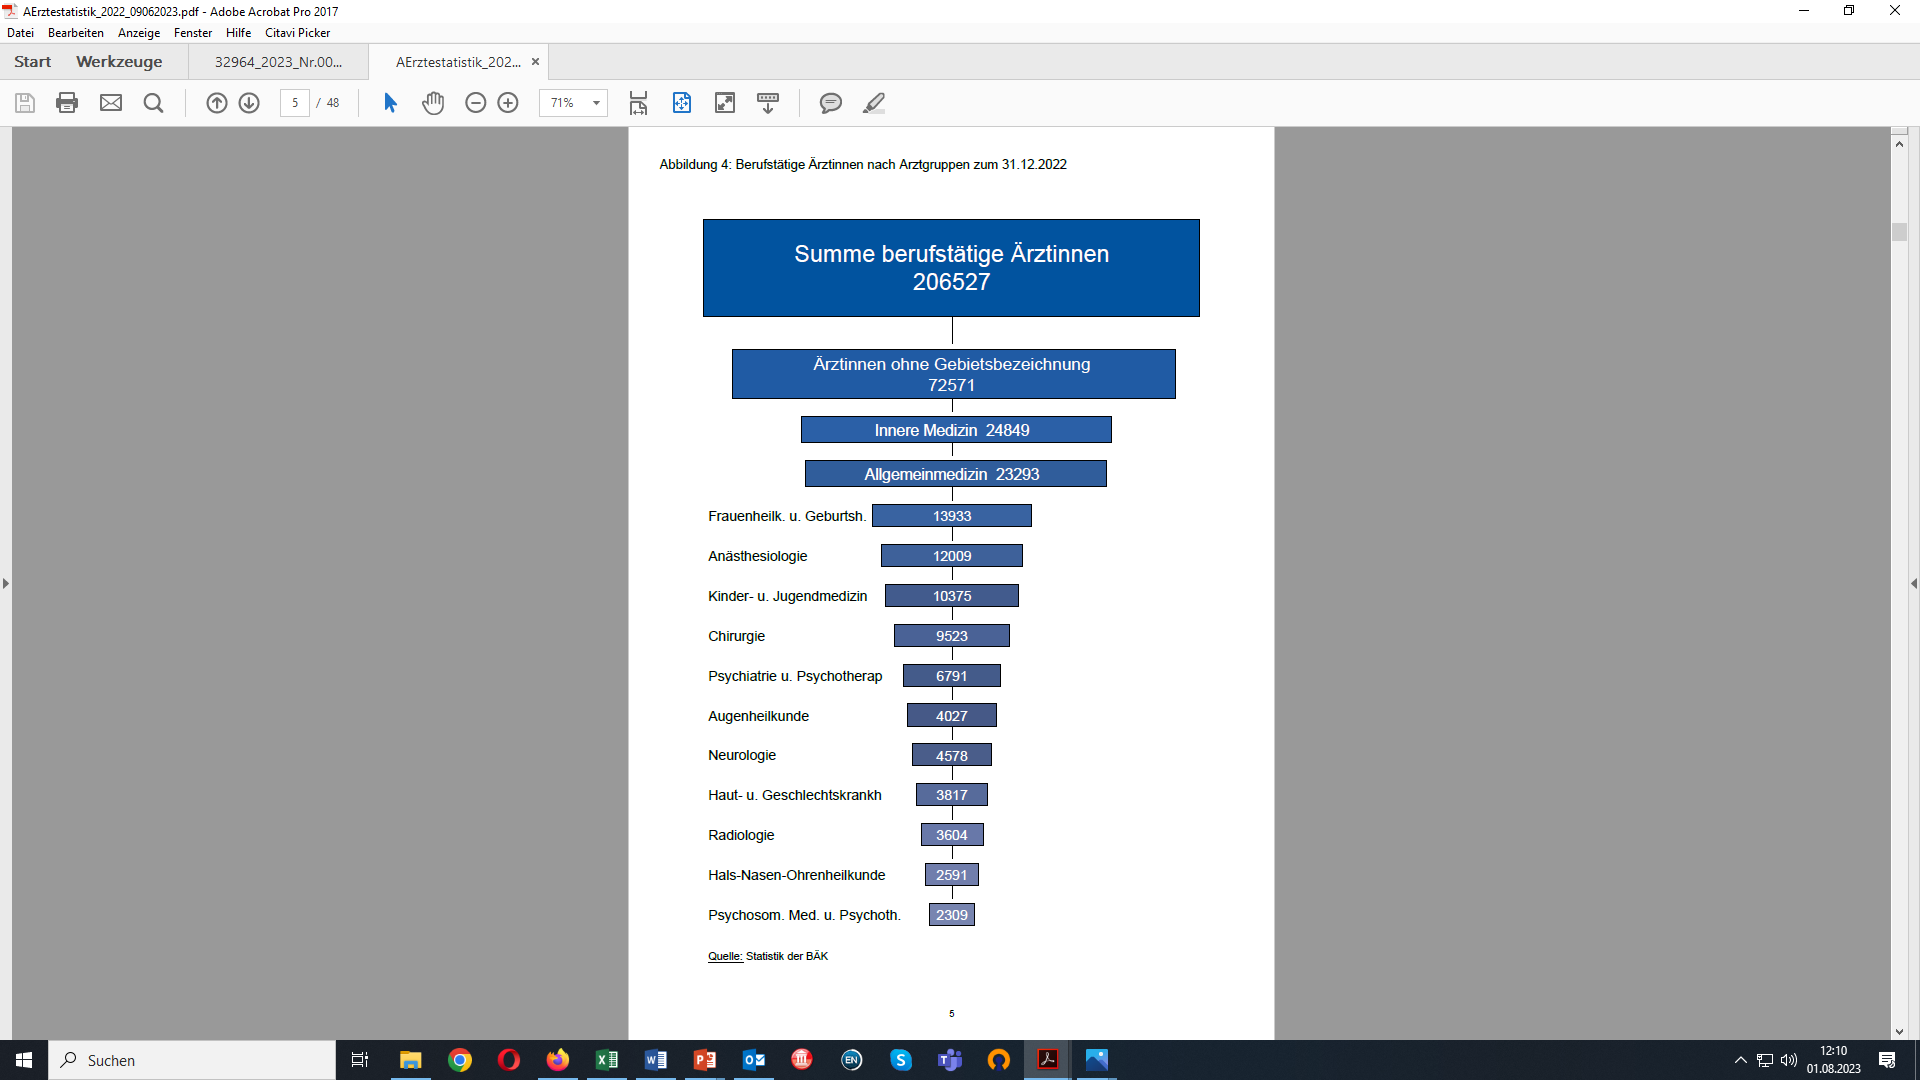 AErztestatistik_2022_09062023.pdf - Adobe Acrobat Pro 2017
Datei Bearbeiten Anzeige Fenster Hilfe Citavi Picker
Start Werkzeuge 32964_2023_Nr.00... AErztestatistik_202... ×
5 / 48 71%
Abbildung 4: Berufstätige Ärztinnen nach Arztgruppen zum 31.12.2022
Summe berufstätige Ärztinnen
206527
Ärztinnen ohne Gebietsbezeichnung
72571
Innere Medizin 24849
Allgemeinmedizin 23293
Frauenheilk. u. Geburtsh. 13933
Anästhesiologie 12009
Kinder- u. Jugendmedizin 10375
Chirurgie 9523
Psychiatrie u. Psychotherap 6791
Augenheilkunde 4027
Neurologie 4578
Haut- u. Geschlechtskrankh 3817
Radiologie 3604
Hals-Nasen-Ohrenheilkunde 2591
Psychosom. Med. u. Psychoth. 2309
Quelle: Statistik der BÄK
5
Suchen
EN
12:10
01.08.2023